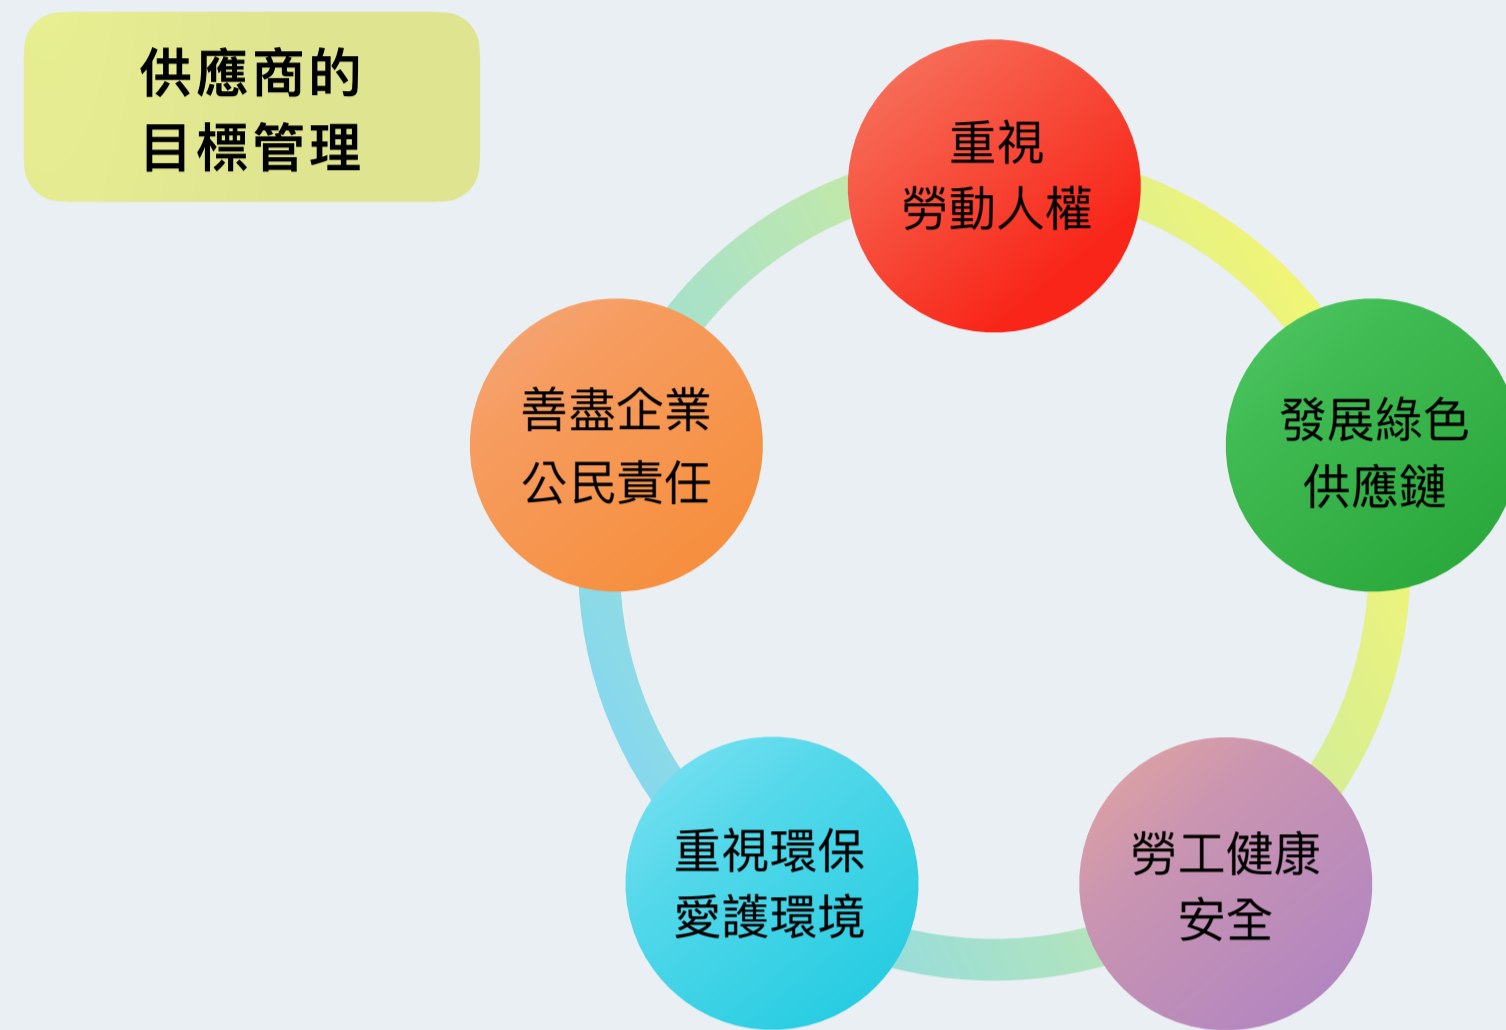 供應商的
目標管理
重視
勞動人權
發展綠色
供應鏈
勞工健康
安全
重視環保
愛護環境
善盡企業
公民責任